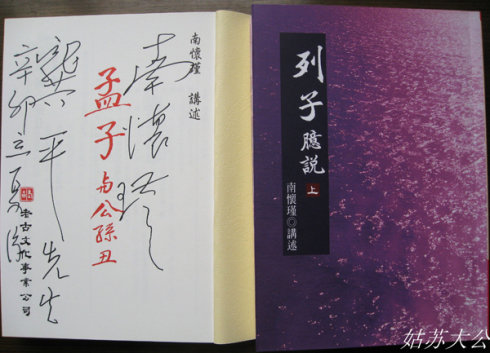 南懷瑾 講述
孟子
与公孫丑
南懷瑾
平先生
辛卯立夏
老古文化事業公司
列子臆說
上
南懷瑾◎講述
姑苏大公